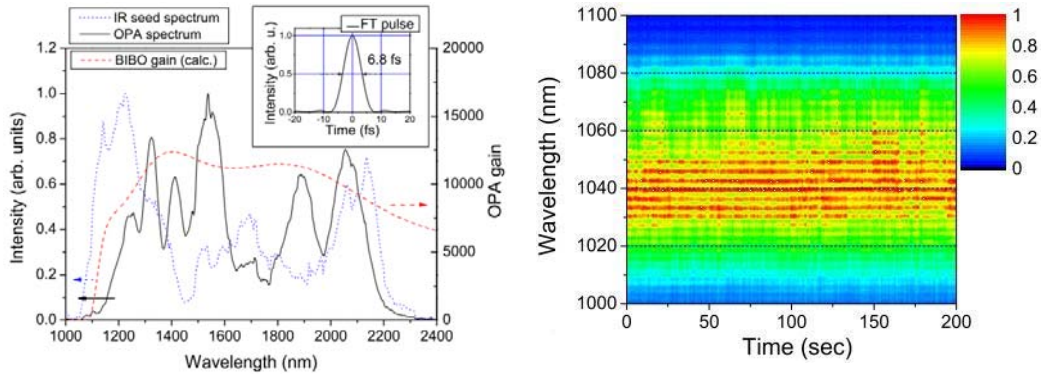 IR seed spectrum
OPA spectrum
BIBO gain (calc.)
FT pulse
6.8 fs
Intensity (arb. u.)
1.0
0.5
0.0
-20 -10 0 10 20
Time (fs)
Intensity (arb. units)
1.2
1.0
0.8
0.6
0.4
0.2
0.0
20000
15000
10000
5000
0
OPA gain
1000 1200 1400 1600 1800 2000 2200 2400
Wavelength (nm)
Wavelength (nm)
1100
1080
1060
1040
1020
1000
0 50 100 150 200
Time (sec)
1
0.8
0.6
0.4
0.2
0